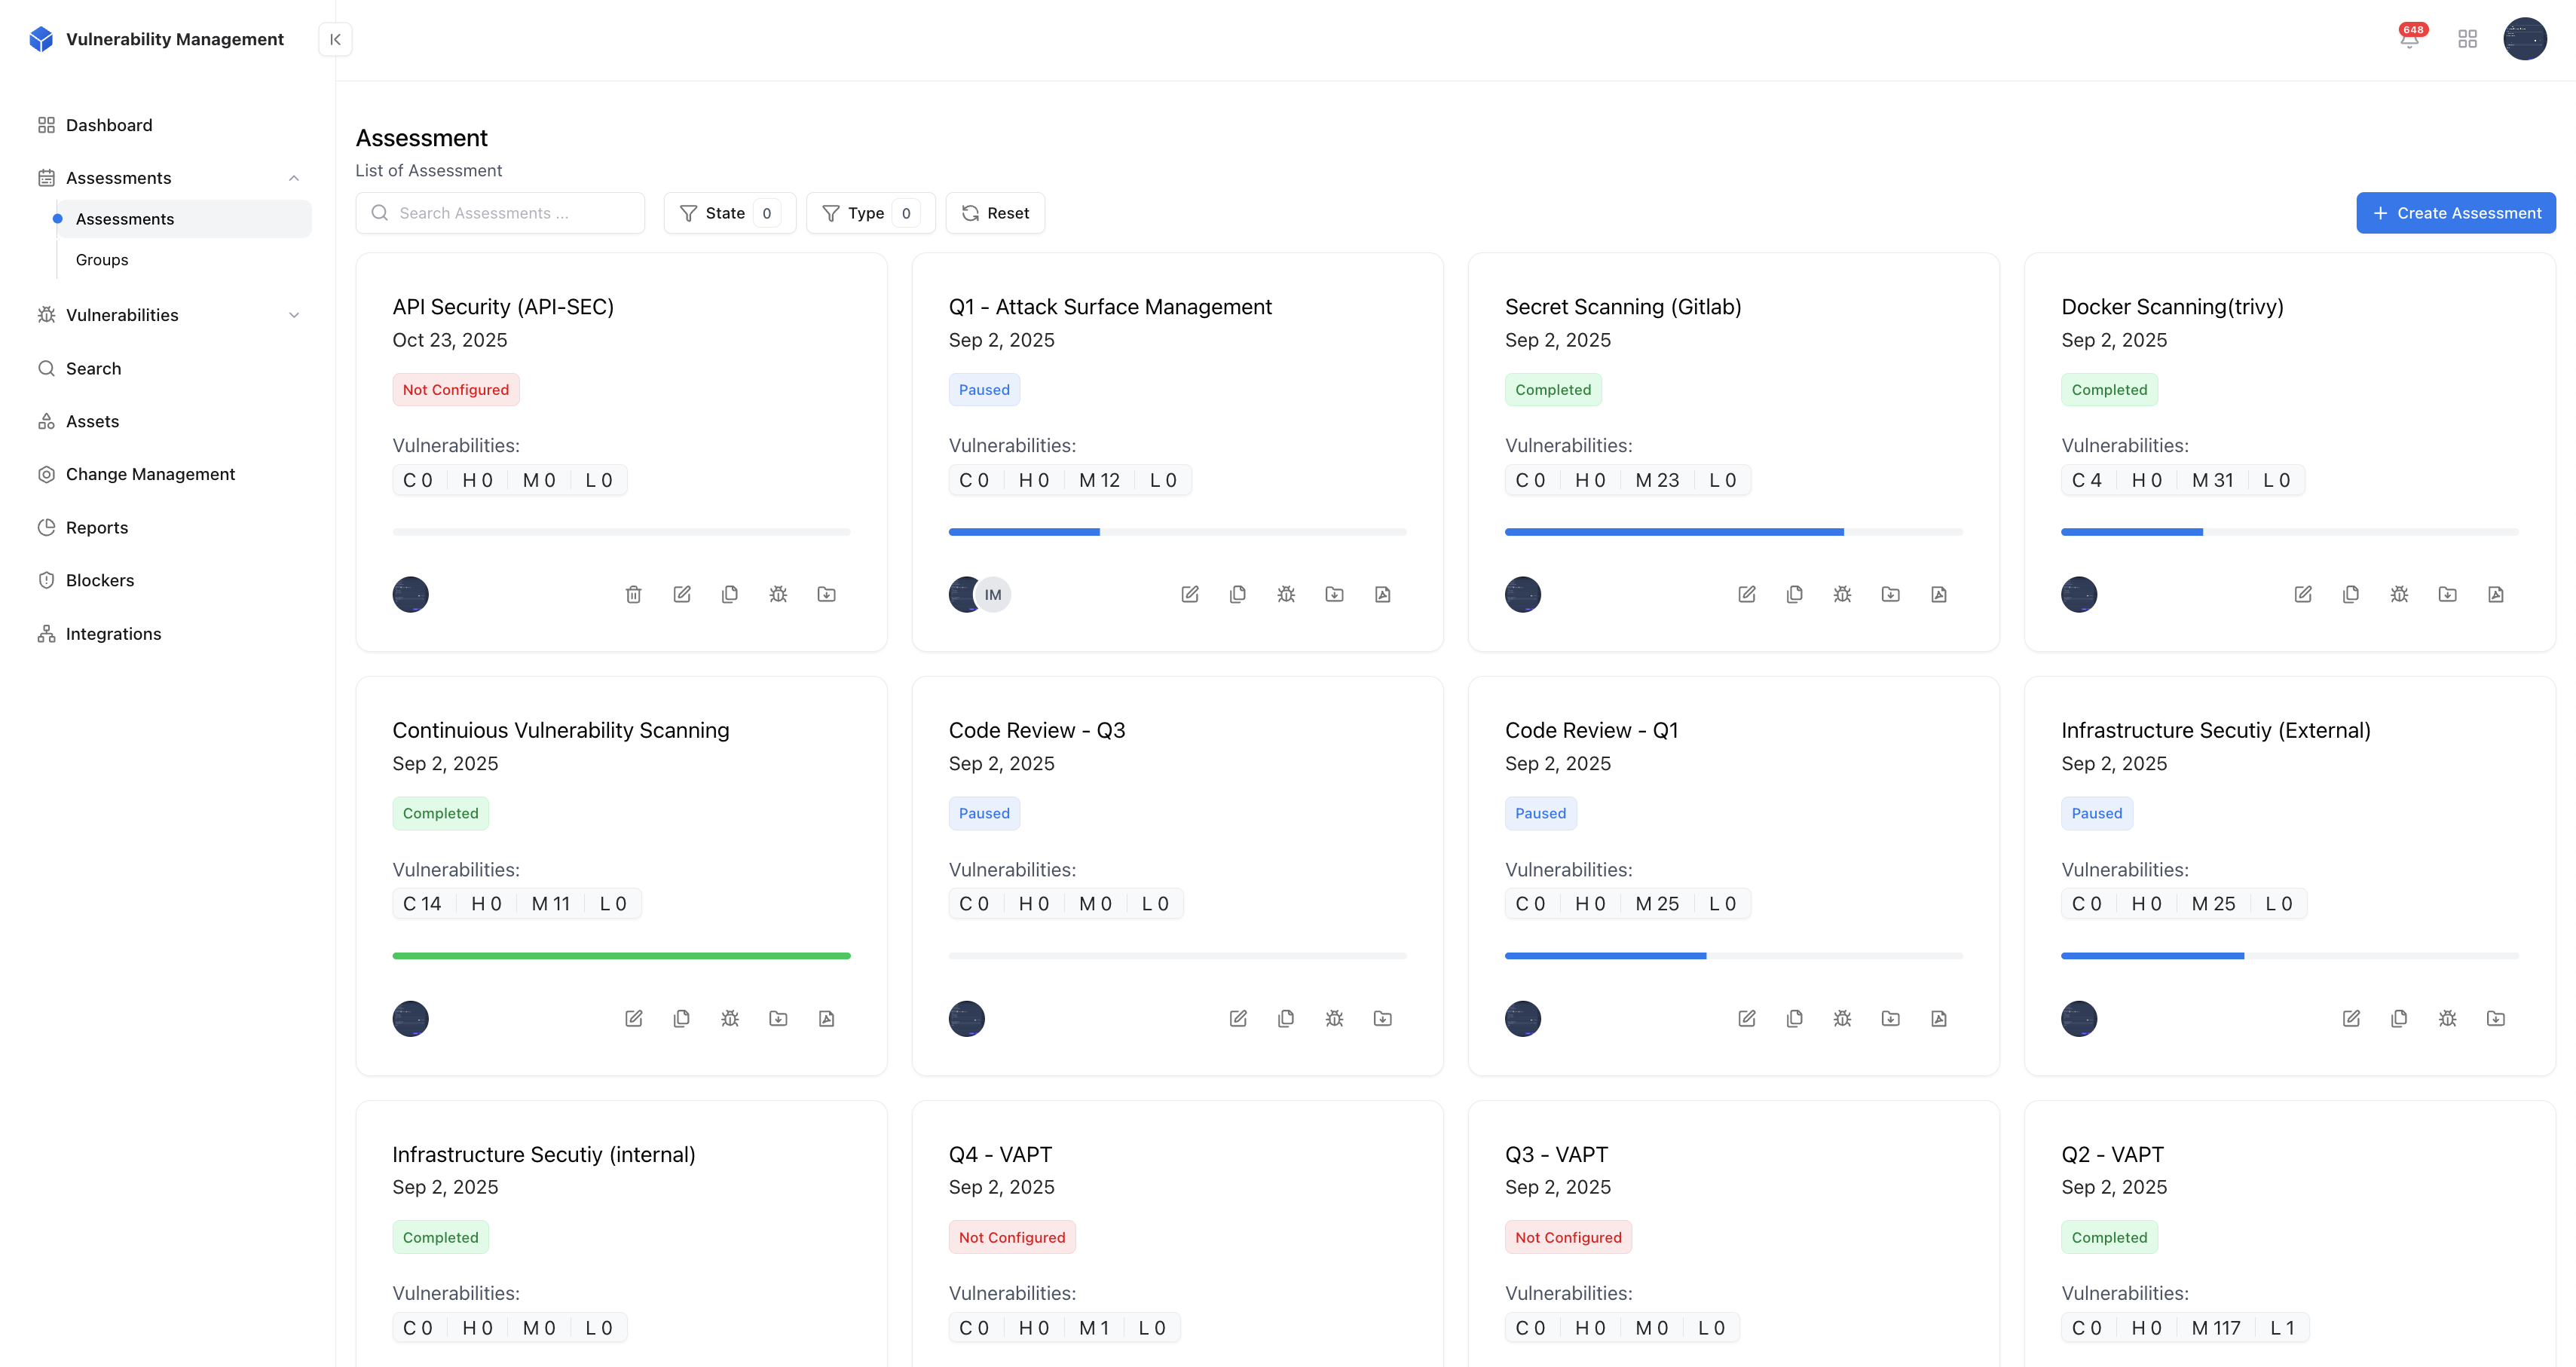 Vulnerability Management
648
Dashboard
Assessments
Assessments
Groups
Vulnerabilities
Search
Assets
Change Management
Reports
Blockers
Integrations
Assessment
List of Assessment
Search Assessments ...
State 0
Type 0
Reset
+ Create Assessment
API Security (API-SEC)
Oct 23, 2025
Not Configured
Vulnerabilities:
C 0 H 0 M 0 L 0
Q1 - Attack Surface Management
Sep 2, 2025
Paused
Vulnerabilities:
C 0 H 0 M 12 L 0
IM
Secret Scanning (Gitlab)
Sep 2, 2025
Completed
Vulnerabilities:
C 0 H 0 M 23 L 0
Docker Scanning(trivy)
Sep 2, 2025
Completed
Vulnerabilities:
C 4 H 0 M 31 L 0
Continuious Vulnerability Scanning
Sep 2, 2025
Completed
Vulnerabilities:
C 14 H 0 M 11 L 0
Code Review - Q3
Sep 2, 2025
Paused
Vulnerabilities:
C 0 H 0 M 0 L 0
Code Review - Q1
Sep 2, 2025
Paused
Vulnerabilities:
C 0 H 0 M 25 L 0
Infrastructure Secutiy (External)
Sep 2, 2025
Paused
Vulnerabilities:
C 0 H 0 M 25 L 0
Infrastructure Secutiy (internal)
Sep 2, 2025
Completed
Vulnerabilities:
C 0 H 0 M 0 L 0
Q4 - VAPT
Sep 2, 2025
Not Configured
Vulnerabilities:
C 0 H 0 M 1 L 0
Q3 - VAPT
Sep 2, 2025
Not Configured
Vulnerabilities:
C 0 H 0 M 0 L 0
Q2 - VAPT
Sep 2, 2025
Completed
Vulnerabilities:
C 0 H 0 M 117 L 1